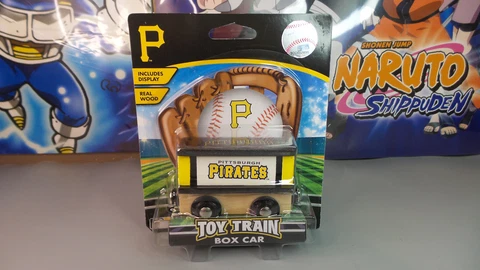 P
INCLUDES
DISPLAY
REAL
WOOD
P
PITTSBURGH
PIRATES
TOY TRAIN
BOX CAR
SHONEN JUMP
NARUTO
SHIPPUDEN